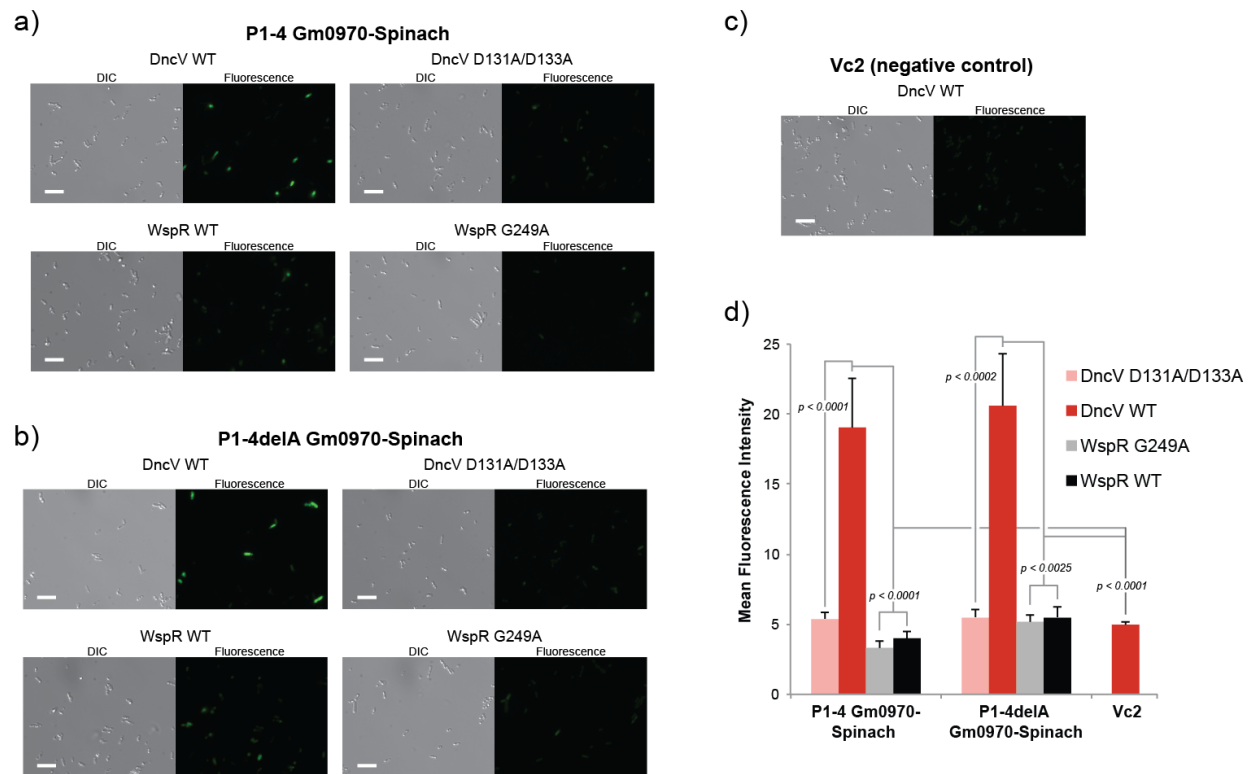 a)
P1-4 Gm0970-Spinach
DncV WT
DncV D131A/D133A
DIC
Fluorescence
DIC
Fluorescence
WspR WT
WspR G249A
DIC
Fluorescence
DIC
Fluorescence
b)
P1-4delA Gm0970-Spinach
DncV WT
DncV D131A/D133A
DIC
Fluorescence
DIC
Fluorescence
WspR WT
WspR G249A
DIC
Fluorescence
DIC
Fluorescence
c)
Vc2 (negative control)
DncV WT
DIC
Fluorescence
d)
Mean Fluorescence Intensity
25
20
15
10
5
0
p < 0.0001
p < 0.0001
p < 0.0002
p < 0.0025
p < 0.0001
DncV D131A/D133A
DncV WT
WspR G249A
WspR WT
P1-4 Gm0970-
Spinach
P1-4delA
Gm0970-Spinach
Vc2